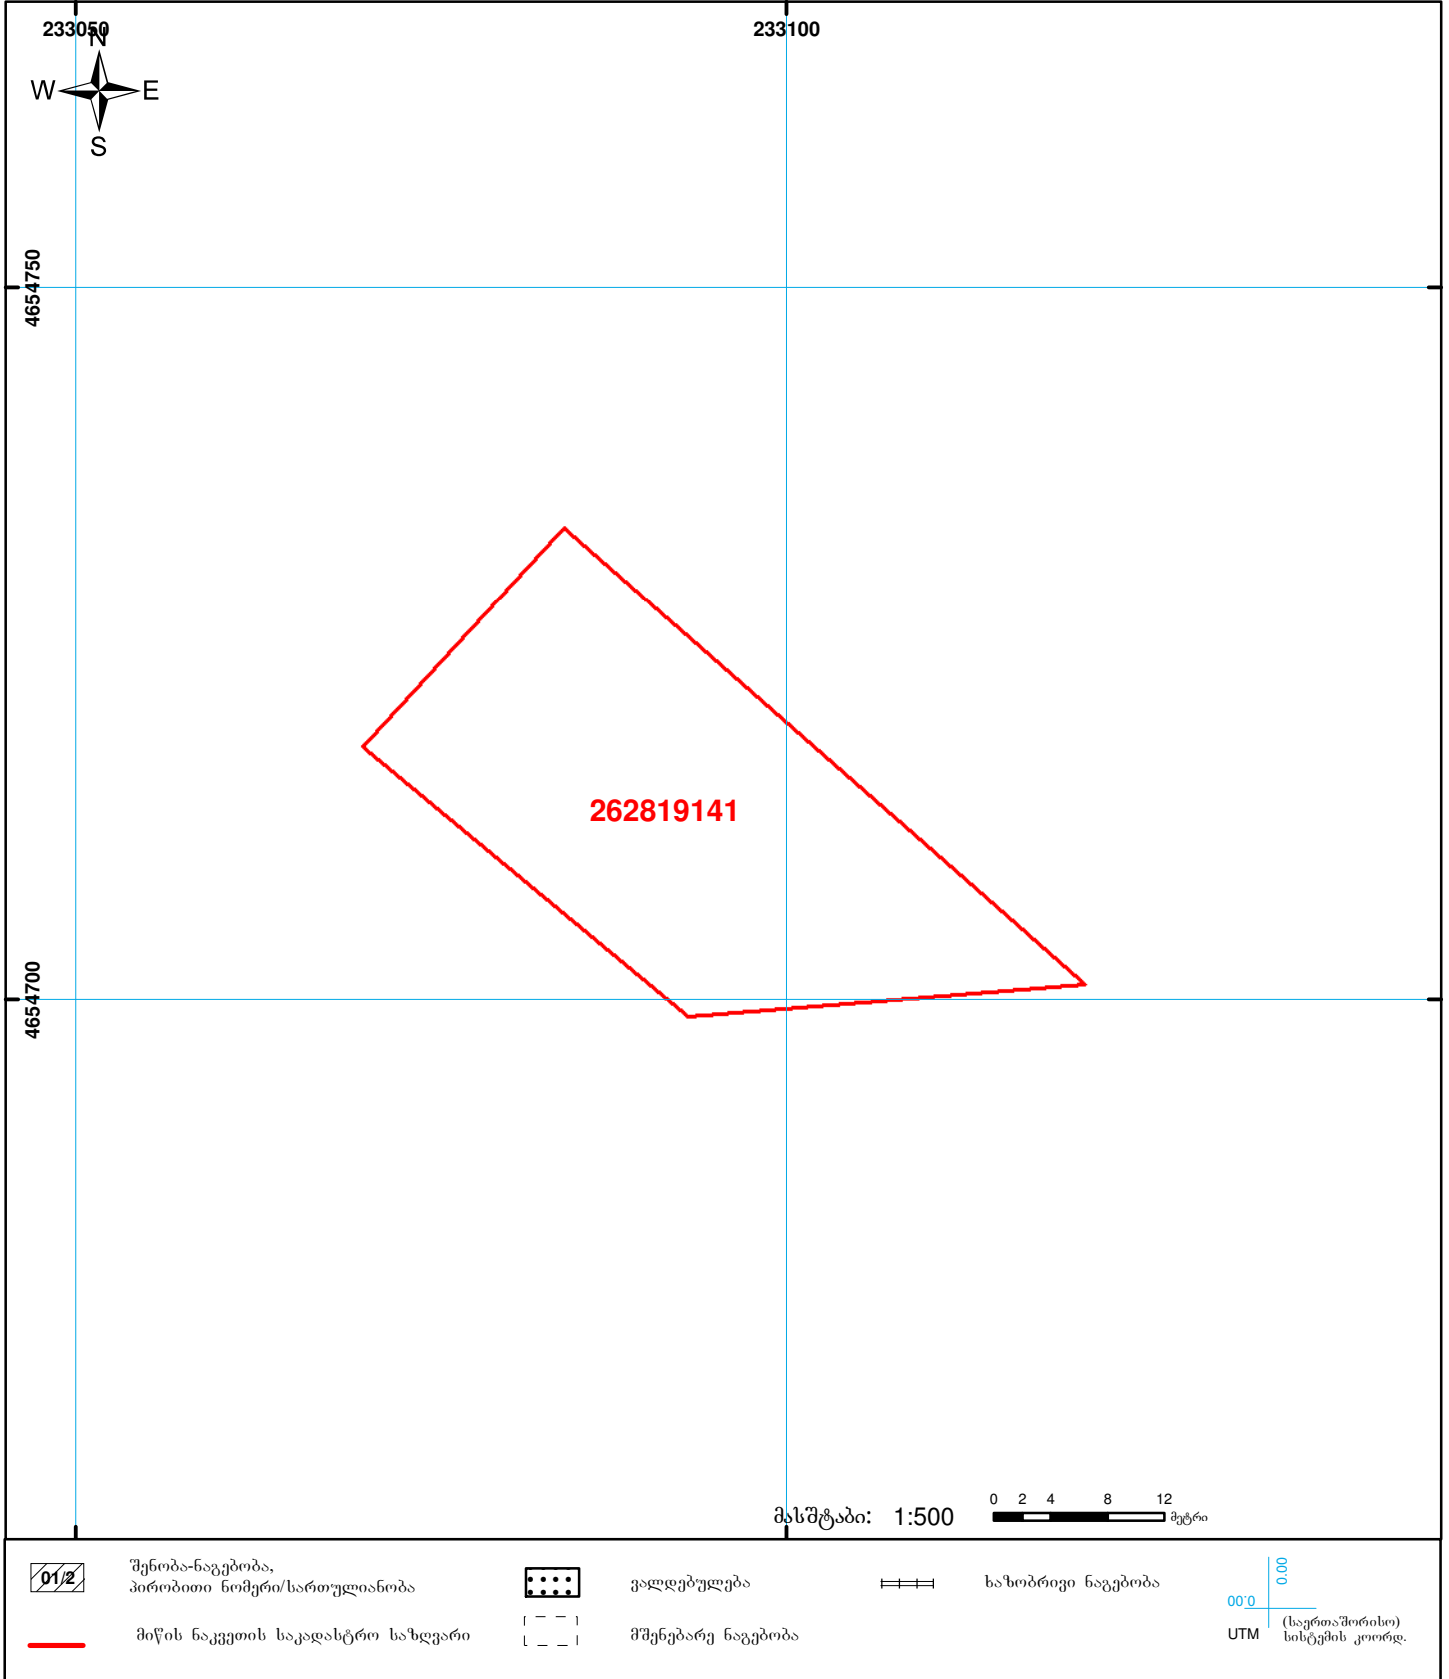 233050
233100
N
W E
S
4654750
262819141
4654700
მასშტაბი: 1:500
0 2 4 8 12
მეტრი
01/2
შენობა-ნაგებობა,
პირობითი ნომერი/სართულიანობა
ვალდებულება
ხაზობრივი ნაგებობა
მიწის ნაკვეთის საკადასტრო საზღვარი
მშენებარე ნაგებობა
00.0
00.0
UTM
(საერთაშორისო)
სისტემის კოორდ.